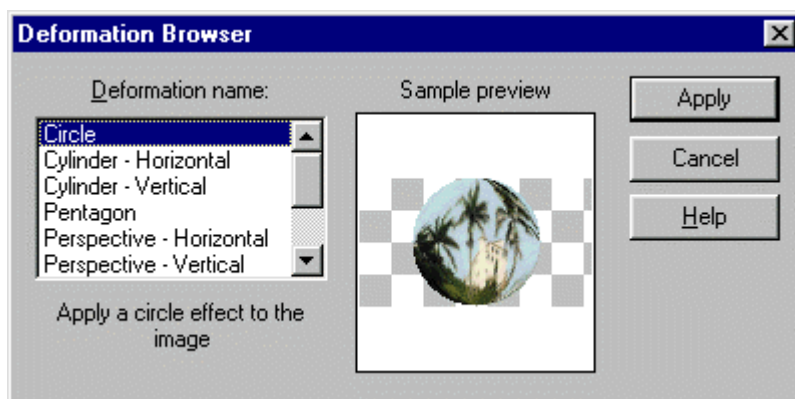 Deformation Browser
Deformation name:
Circle
Cylinder - Horizontal
Cylinder - Vertical
Pentagon
Perspective - Horizontal
Perspective - Vertical
Apply a circle effect to the
image
Sample preview
Apply
Cancel
Help